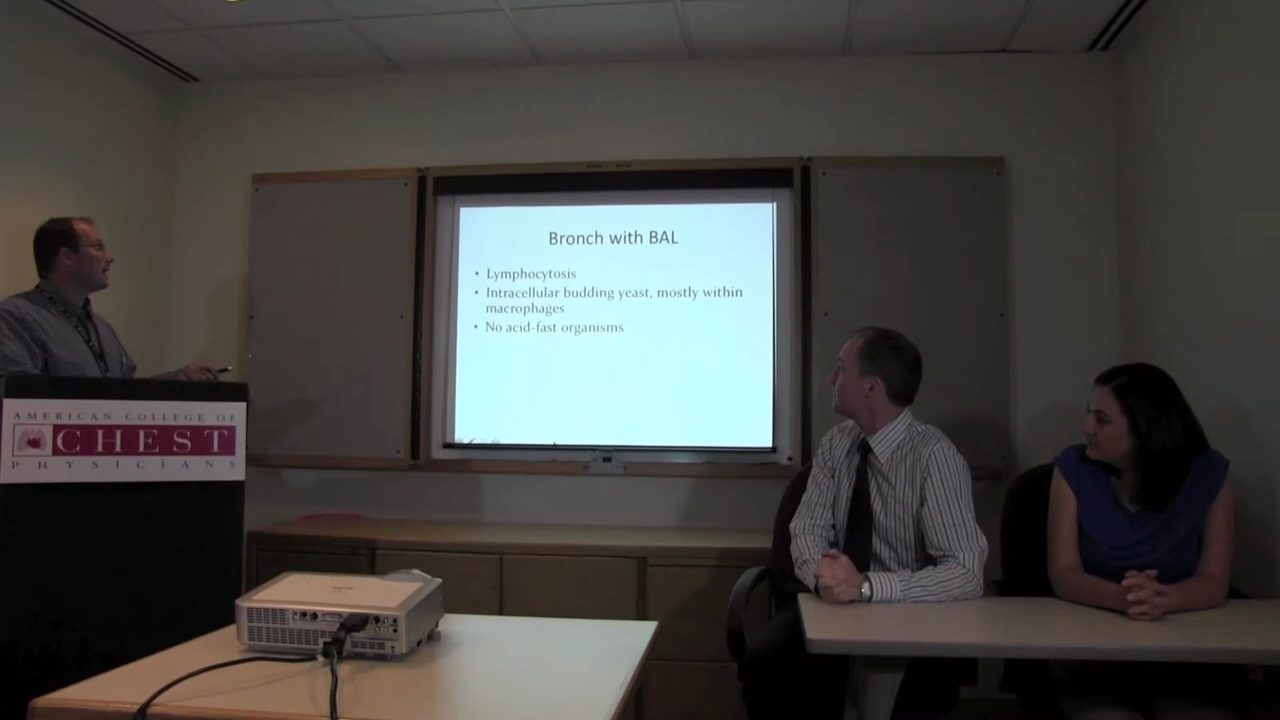 Bronch with BAL
• Lymphocytosis
• Intracellular budding yeast, mostly within
macrophages
• No acid-fast organisms
AMERICAN COLLEGE OF
CHEST
PHYSICIANS